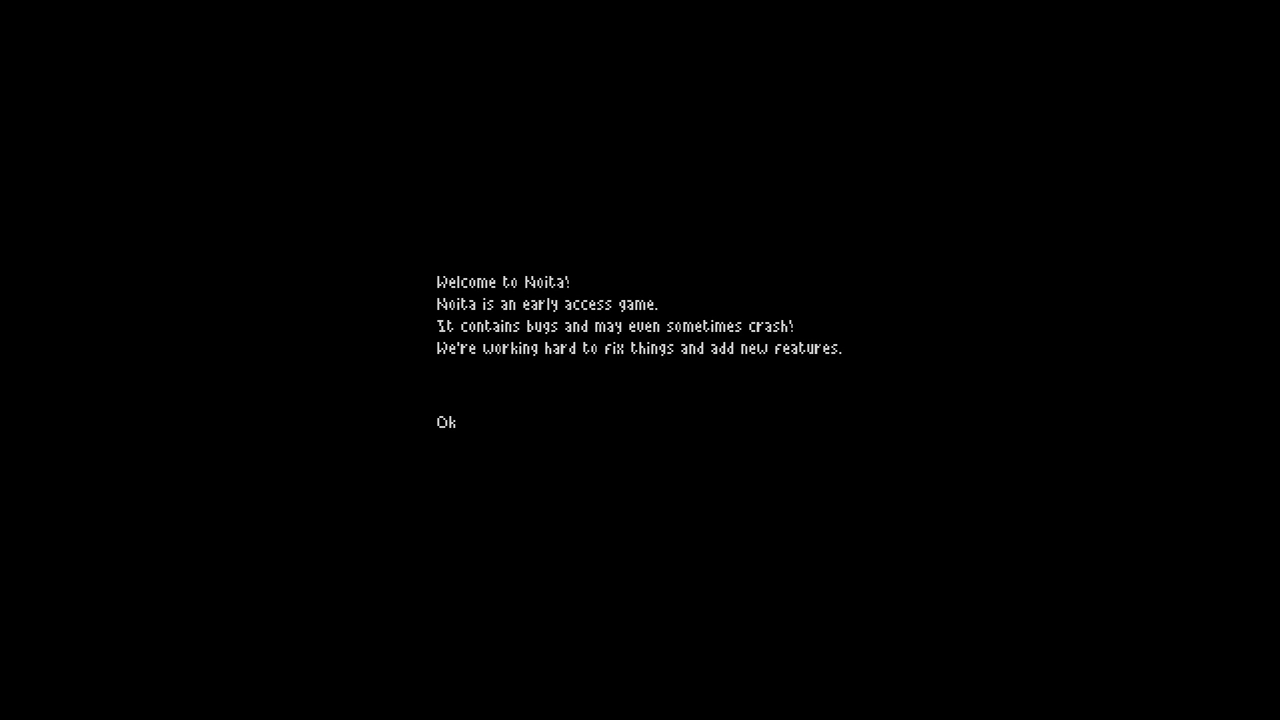 Welcome to Noita!
Noita is an early access game.
It contains bugs and may even sometimes crash!
We're working hard to fix things and add new features.
Ok